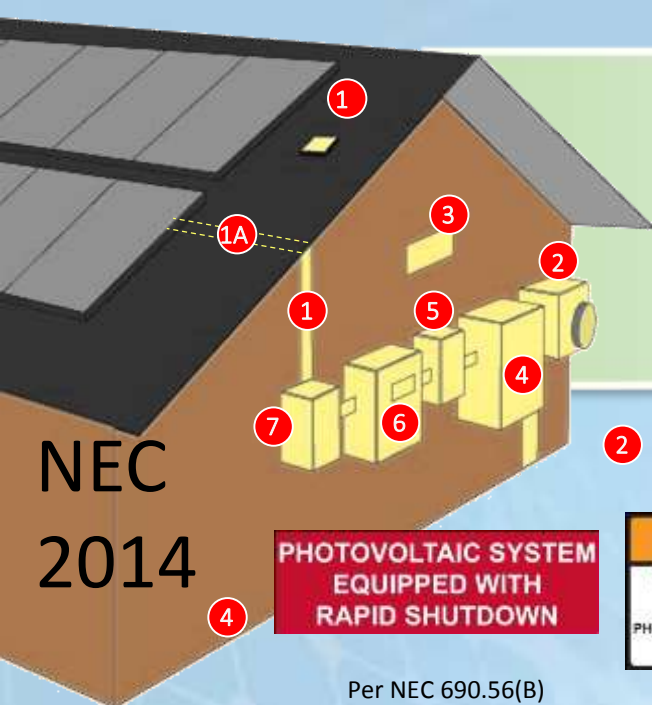 1
1A
3
2
1
5
4
7
6
2
NEC
2014
PHOTOVOLTAIC SYSTEM
EQUIPPED WITH
RAPID SHUTDOWN
4
Per NEC 690.56(B)